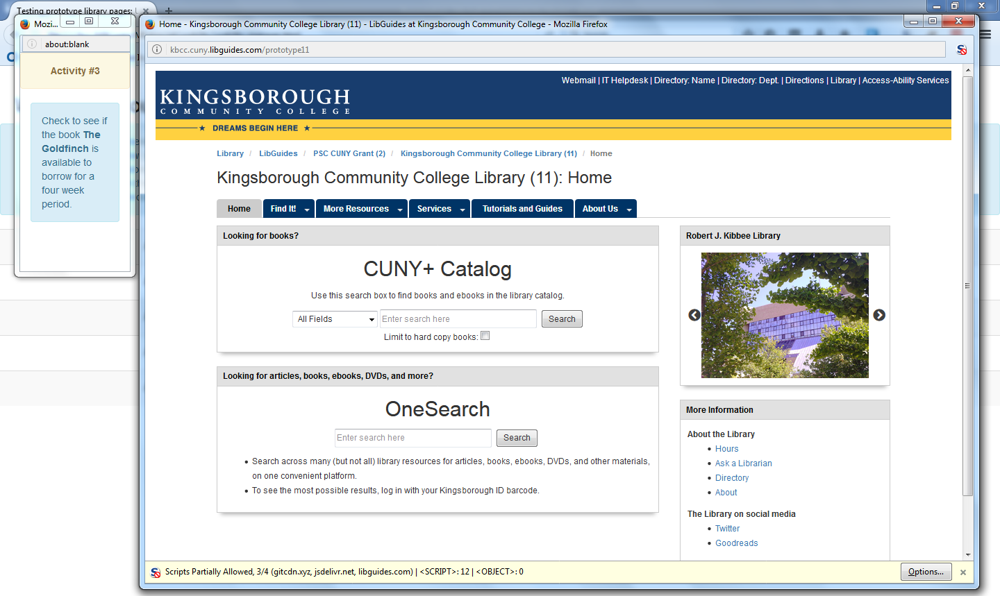 Testing prototype library pages:
Mozi...
about:blank
Activity #3
Check to see if
the book The
Goldfinch is
available to
borrow for a
four week
period.
Home - Kingsborough Community College Library (11) - LibGuides at Kingsborough Community College - Mozilla Firefox
kbcc.cuny.libguides.com/prototype11
Webmail | IT Helpdesk | Directory: Name | Directory: Dept. | Directions | Library | Access-Ability Services
KINGSBOROUGH
COMMUNITY COLLEGE
★ DREAMS BEGIN HERE ★
Library / LibGuides / PSC CUNY Grant (2) / Kingsborough Community College Library (11) / Home
Kingsborough Community College Library (11): Home
Home Find It! More Resources Services Tutorials and Guides About Us
Looking for books?
CUNY+ Catalog
Use this search box to find books and ebooks in the library catalog.
All Fields Enter search here Search
Limit to hard copy books:
Looking for articles, books, ebooks, DVDs, and more?
OneSearch
Enter search here Search
• Search across many (but not all) library resources for articles, books, ebooks, DVDs, and other materials,
on one convenient platform.
• To see the most possible results, log in with your Kingsborough ID barcode.
Robert J. Kibbee Library
More Information
About the Library
• Hours
• Ask a Librarian
• Directory
• About
The Library on social media
• Twitter
• Goodreads
Scripts Partially Allowed, 3/4 (gitcdn.xyz, jsdelivr.net, libguides.com) | <SCRIPT>: 12 | <OBJECT>: 0
Options...